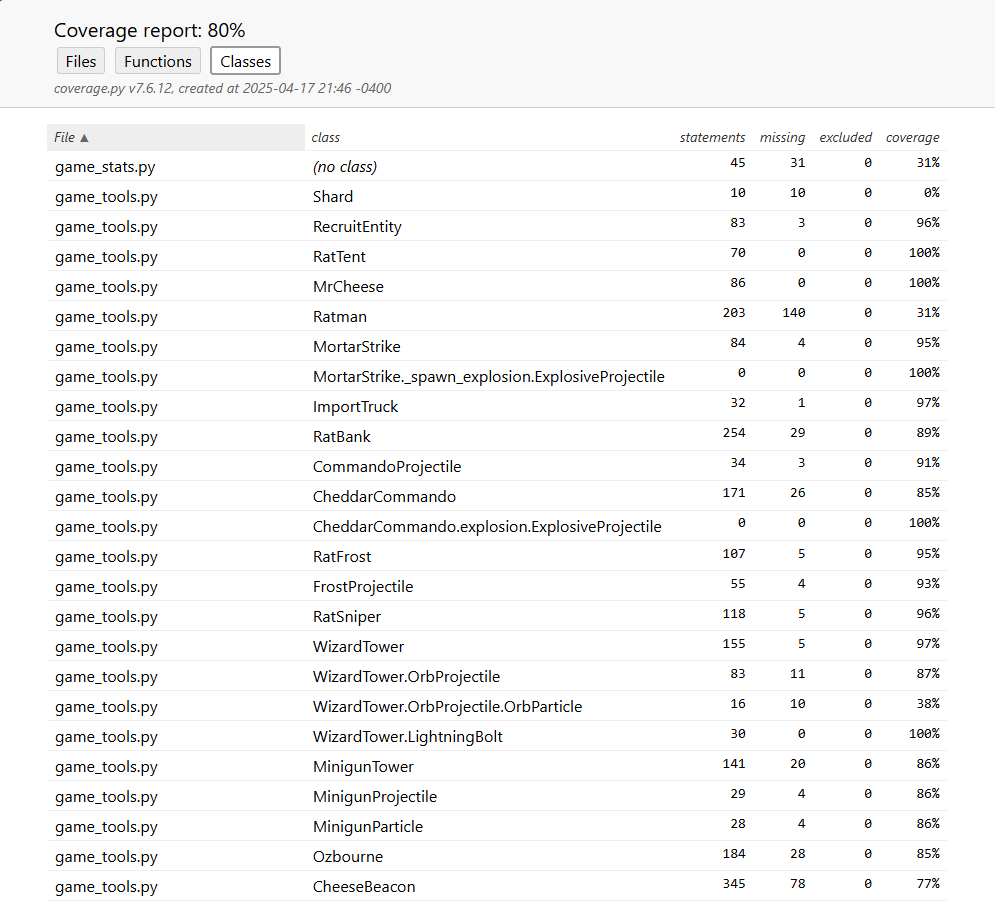 Coverage report: 80%
Files Functions Classes
coverage.py v7.6.12, created at 2025-04-17 21:46 -0400
File ▲ class statements missing excluded coverage
game_stats.py (no class) 45 31 0 31%
game_tools.py Shard 10 10 0 0%
game_tools.py RecruitEntity 83 3 0 96%
game_tools.py RatTent 70 0 0 100%
game_tools.py MrCheese 86 0 0 100%
game_tools.py Ratman 203 140 0 31%
game_tools.py MortarStrike 84 4 0 95%
game_tools.py MortarStrike._spawn_explosion.ExplosiveProjectile 0 0 0 100%
game_tools.py ImportTruck 32 1 0 97%
game_tools.py RatBank 254 29 0 89%
game_tools.py CommandoProjectile 34 3 0 91%
game_tools.py CheddarCommando 171 26 0 85%
game_tools.py CheddarCommando.explosion.ExplosiveProjectile 0 0 0 100%
game_tools.py RatFrost 107 5 0 95%
game_tools.py FrostProjectile 55 4 0 93%
game_tools.py RatSniper 118 5 0 96%
game_tools.py WizardTower 155 5 0 97%
game_tools.py WizardTower.OrbProjectile 83 11 0 87%
game_tools.py WizardTower.OrbProjectile.OrbParticle 16 10 0 38%
game_tools.py WizardTower.LightningBolt 30 0 0 100%
game_tools.py MinigunTower 141 20 0 86%
game_tools.py MinigunProjectile 29 4 0 86%
game_tools.py MinigunParticle 28 4 0 86%
game_tools.py Ozbourne 184 28 0 85%
game_tools.py CheeseBeacon 345 78 0 77%